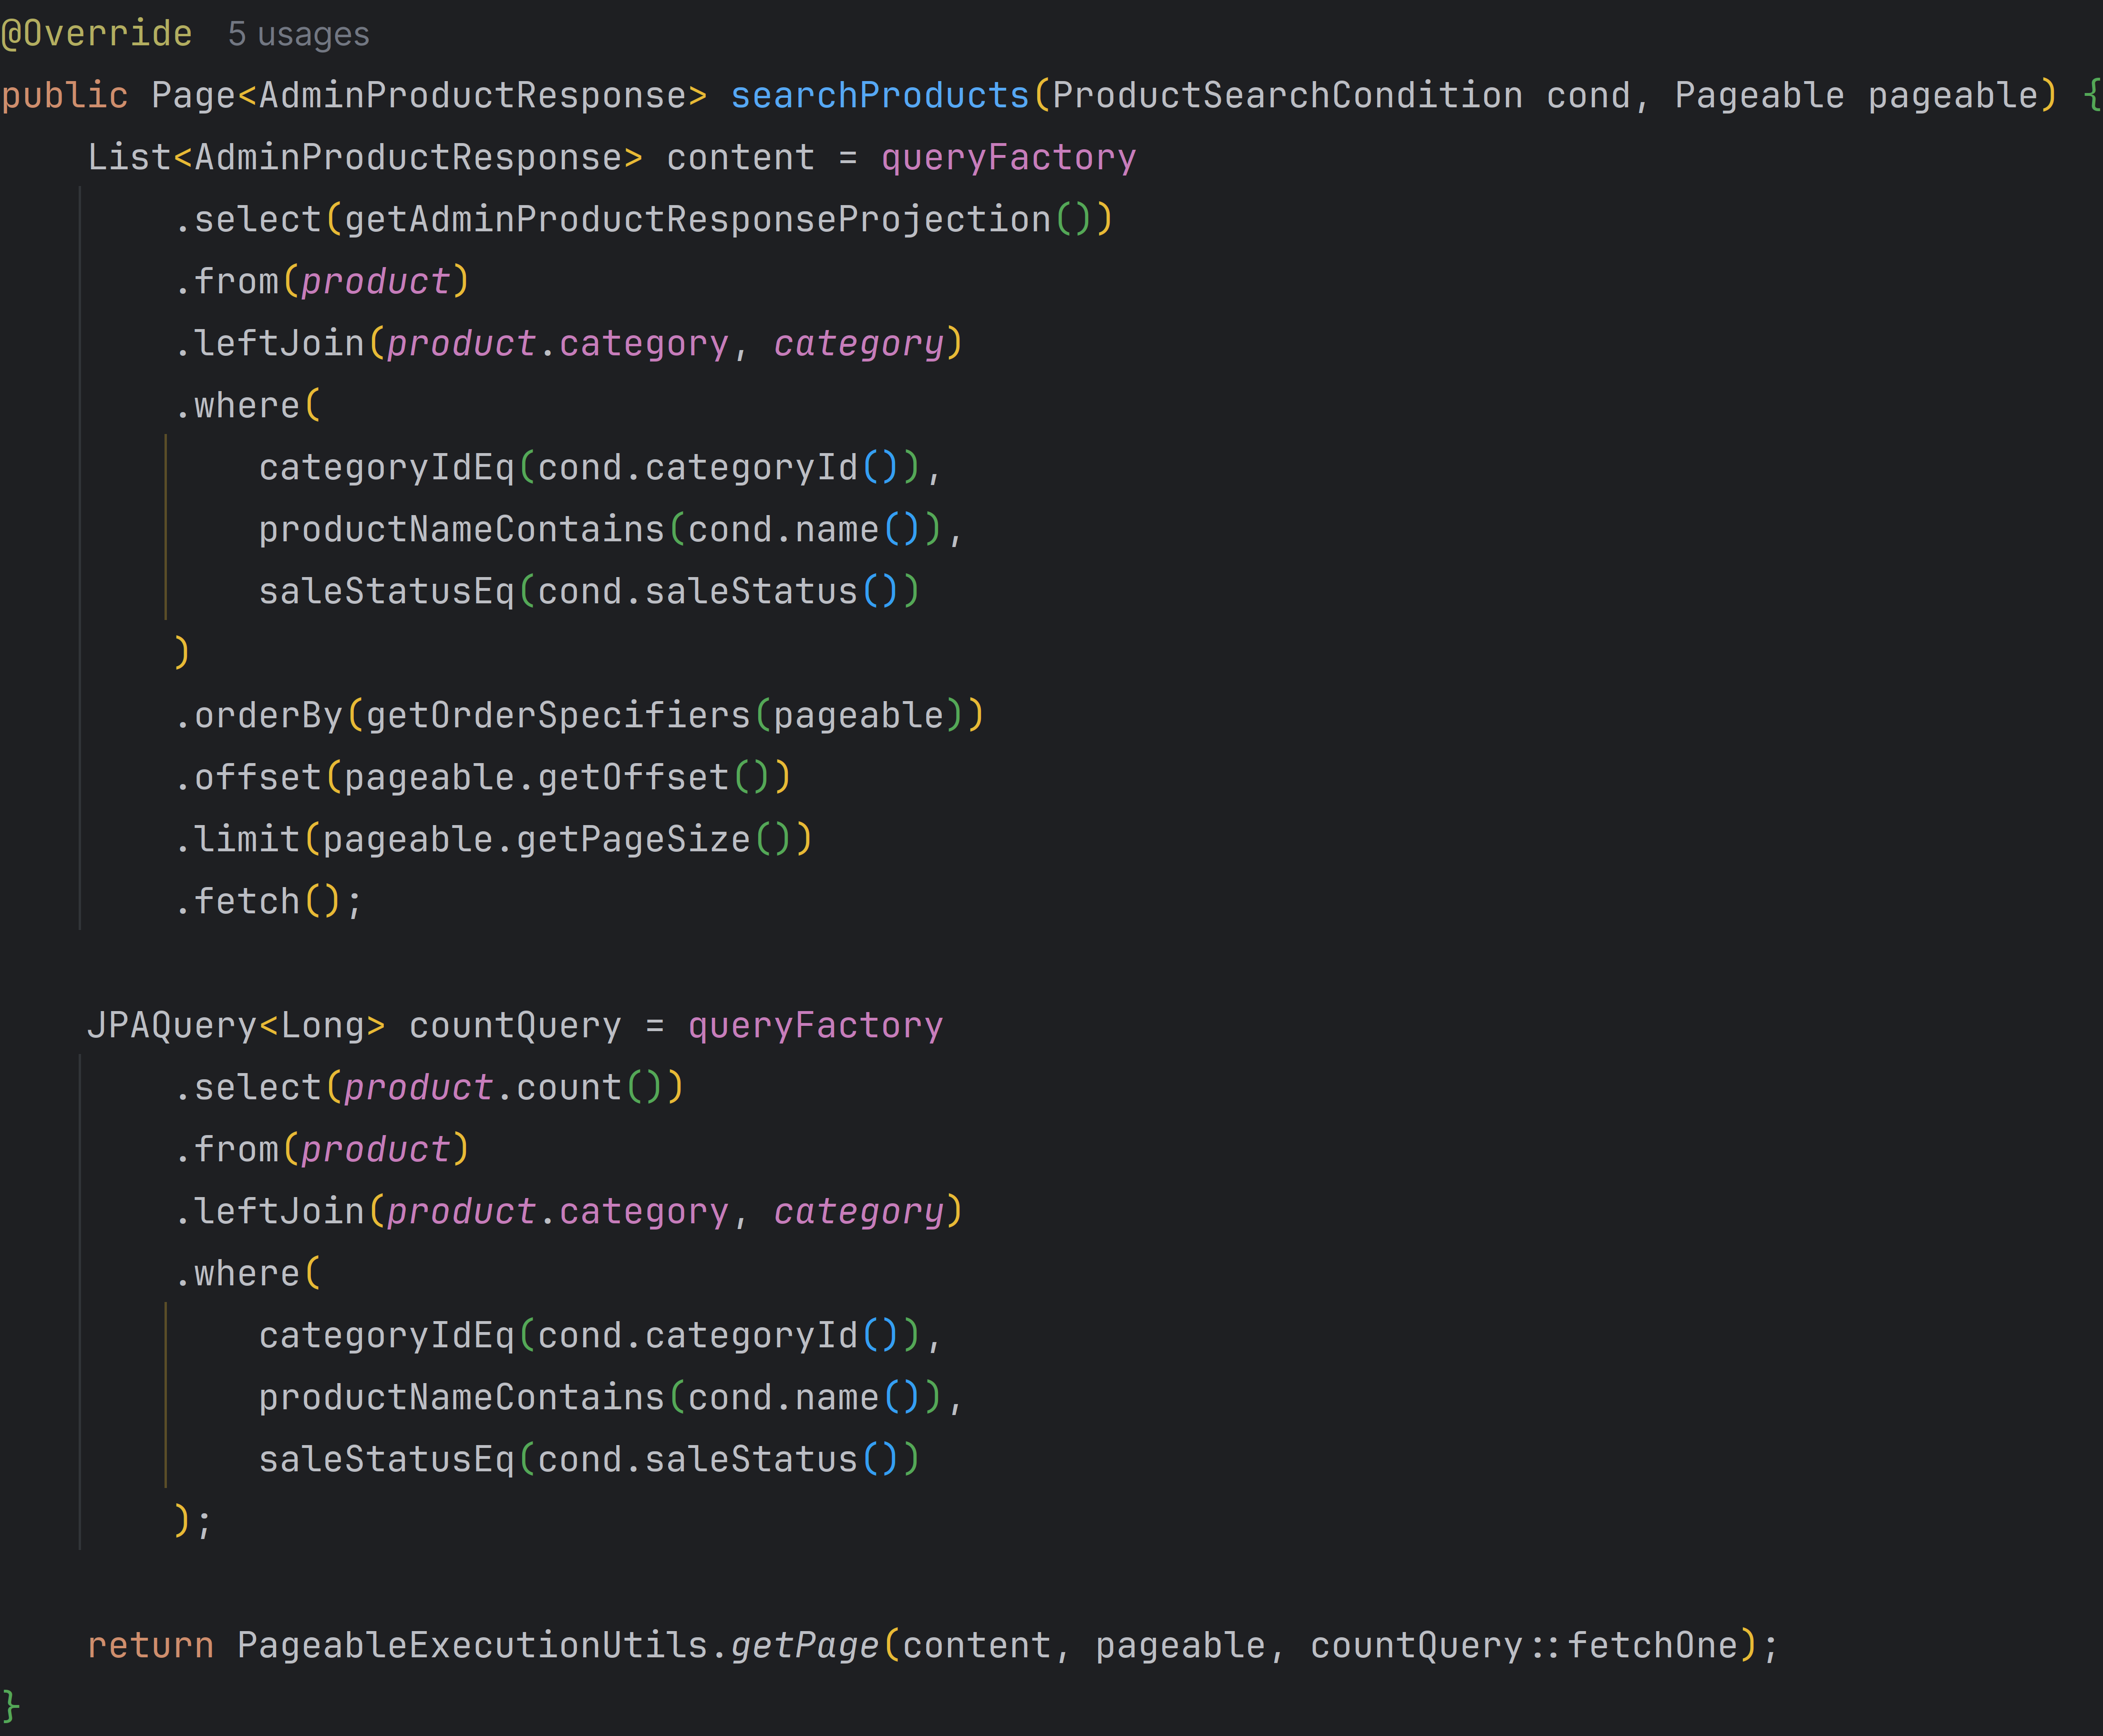 @Override 5 usages
public Page<AdminProductResponse> searchProducts(ProductSearchCondition cond, Pageable pageable) {
    List<AdminProductResponse> content = queryFactory
        .select(getAdminProductResponseProjection())
        .from(product)
        .leftJoin(product.category, category)
        .where(
            categoryIdEq(cond.categoryId()),
            productNameContains(cond.name()),
            saleStatusEq(cond.saleStatus())
        )
        .orderBy(getOrderSpecifiers(pageable))
        .offset(pageable.getOffset())
        .limit(pageable.getPageSize())
        .fetch();

    JPAQuery<Long> countQuery = queryFactory
        .select(product.count())
        .from(product)
        .leftJoin(product.category, category)
        .where(
            categoryIdEq(cond.categoryId()),
            productNameContains(cond.name()),
            saleStatusEq(cond.saleStatus())
        );

    return PageableExecutionUtils.getPage(content, pageable, countQuery::fetchOne);
}